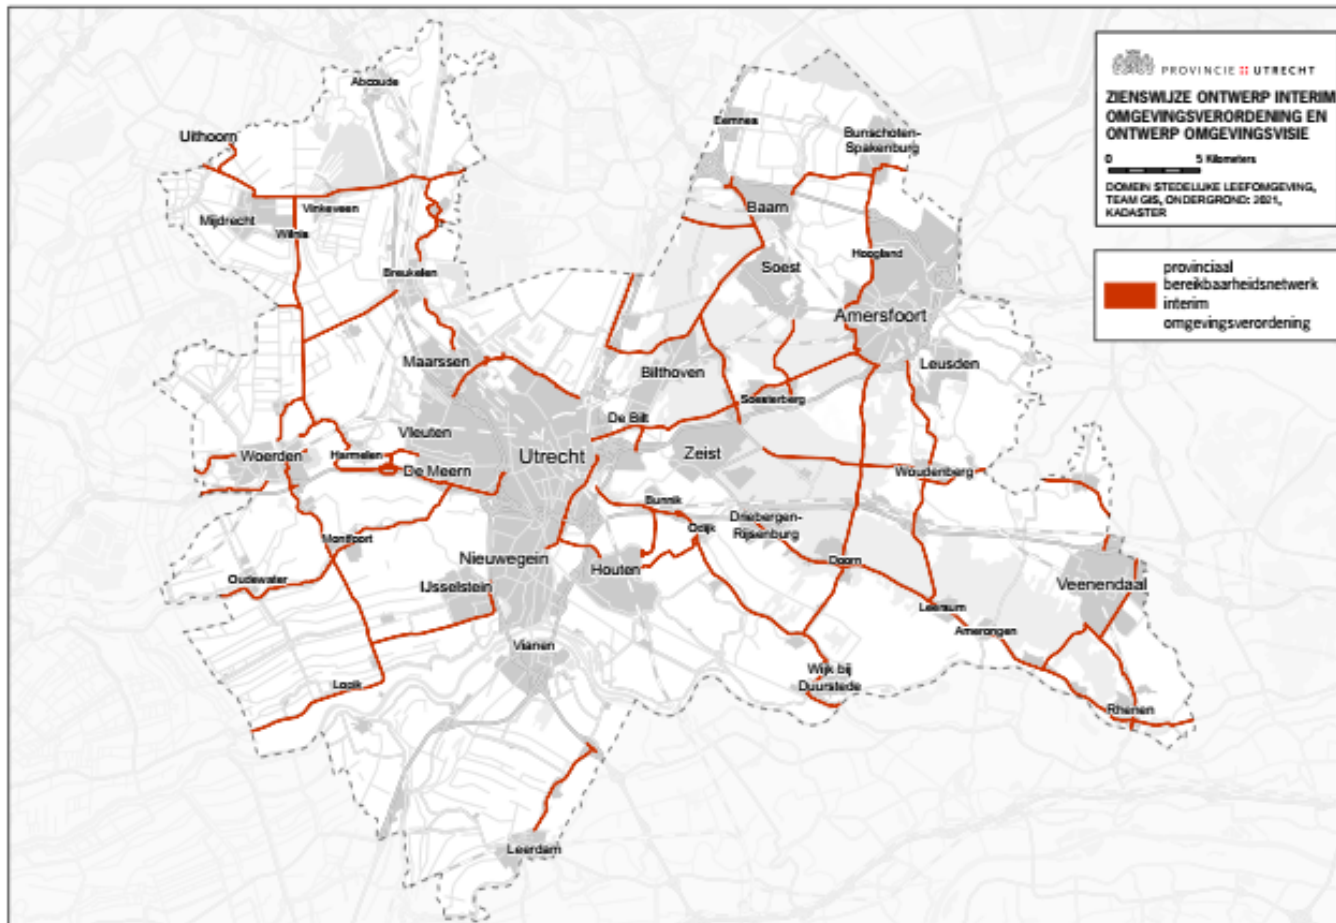 Abcoude
Uithoorn
Eemnes
Bunschoten-
Spakenburg
Mijdrecht
Vinkeveen
Wilnis
Baarn
Breukelen
Soest
Hoogland
Amersfoort
Maarssen
Bilthoven
Leusden
Soesterberg
De Bilt
Vleuten
Woerden
Harmelen
Utrecht
Zeist
De Meern
Woudenberg
Bunnik
Driebergen-
Rijsenburg
Odijk
Montfoort
Nieuwegein
Houten
Doorn
Oudewater
IJsselstein
Veenendaal
Leersum
Amerongen
Vianen
Wijk bij
Duurstede
Lopik
Rhenen
Leerdam
PROVINCIE UTRECHT
ZIENSWIJZE ONTWERP INTERIM
OMGEVINGSVERORDENING EN
ONTWERP OMGEVINGSVISIE
0 5 Kilometers
DOMEIN STEDELIJKE LEEFOMGEVING,
TEAM GIS, ONDERGROND: 2021,
KADASTER
provinciaal
bereikbaarheidsnetwerk
interim
omgevingsverordening